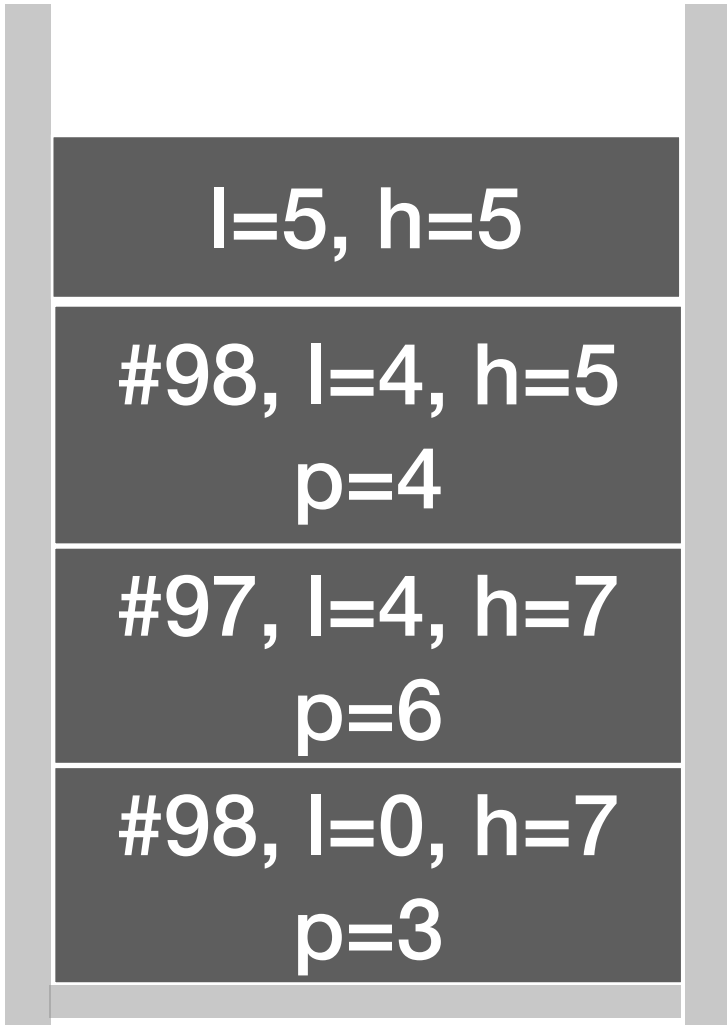 l=5, h=5
#98, l=4, h=5
p=4
#97, l=4, h=7
p=6
#98, l=0, h=7
p=3